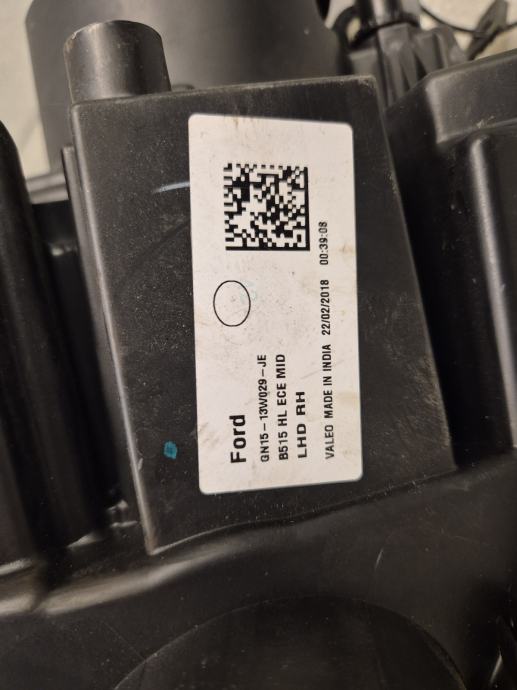 Ford
GN15-13W029-JE
B515 HL ECE MID
LHD RH
VALEO MADE IN INDIA 22/02/2018 00:39:08